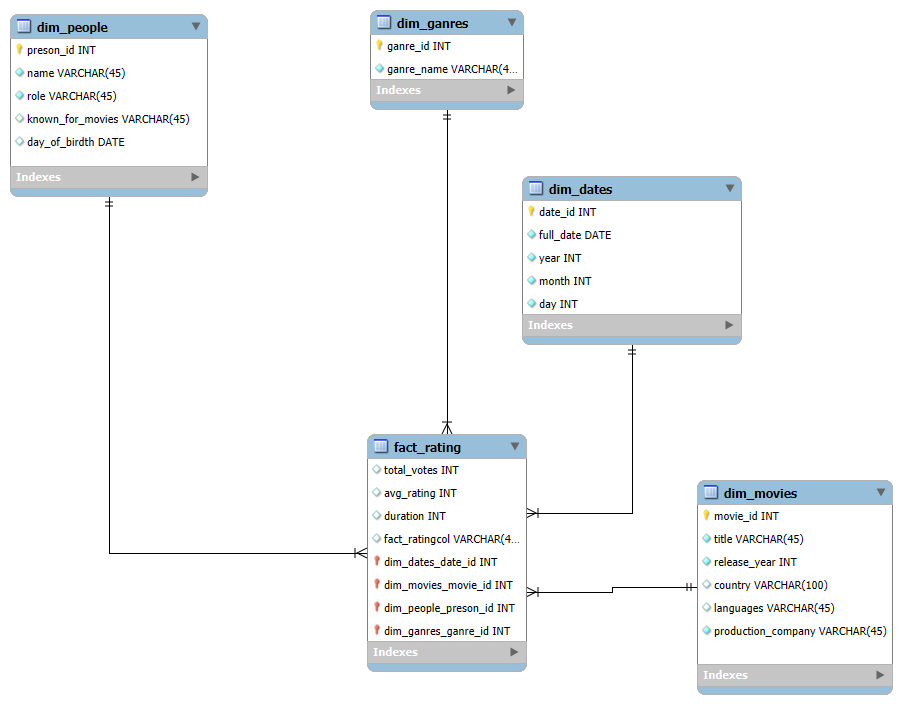 dim_people
preson_id INT
name VARCHAR(45)
role VARCHAR(45)
known_for_movies VARCHAR(45)
day_of_birdth DATE
Indexes
dim_ganres
ganre_id INT
ganre_name VARCHAR(4...
Indexes
dim_dates
date_id INT
full_date DATE
year INT
month INT
day INT
Indexes
fact_rating
total_votes INT
avg_rating INT
duration INT
fact_ratingcol VARCHAR(4...
dim_dates_date_id INT
dim_movies_movie_id INT
dim_people_preson_id INT
dim_ganres_ganre_id INT
Indexes
dim_movies
movie_id INT
title VARCHAR(45)
release_year INT
country VARCHAR(100)
languages VARCHAR(45)
production_company VARCHAR(45)
Indexes